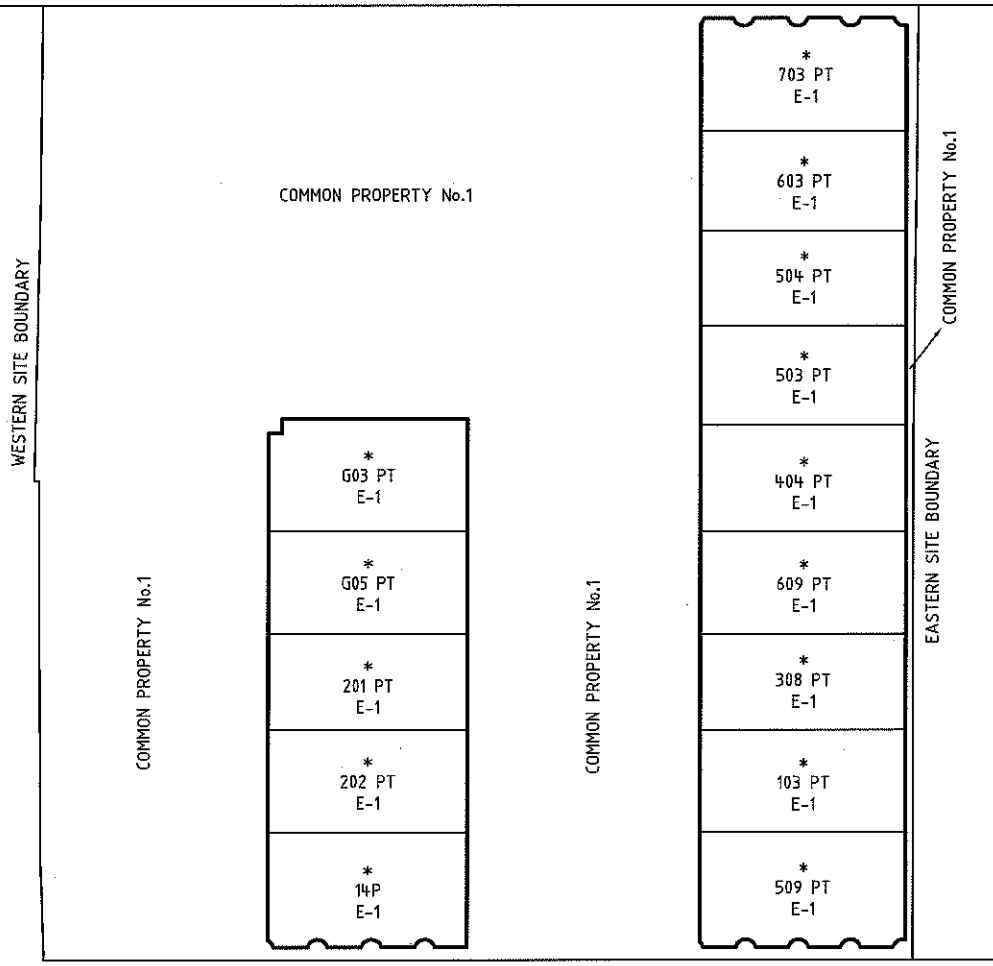 COMMON PROPERTY No.1
WESTERN SITE BOUNDARY
COMMON PROPERTY No.1
*
G03 PT
E-1
*
G05 PT
E-1
*
201 PT
E-1
*
202 PT
E-1
*
14P
E-1
COMMON PROPERTY No.1
*
703 PT
E-1
*
603 PT
E-1
*
504 PT
E-1
*
503 PT
E-1
*
404 PT
E-1
*
609 PT
E-1
*
308 PT
E-1
*
103 PT
E-1
*
509 PT
E-1
COMMON PROPERTY No.1
EASTERN SITE BOUNDARY